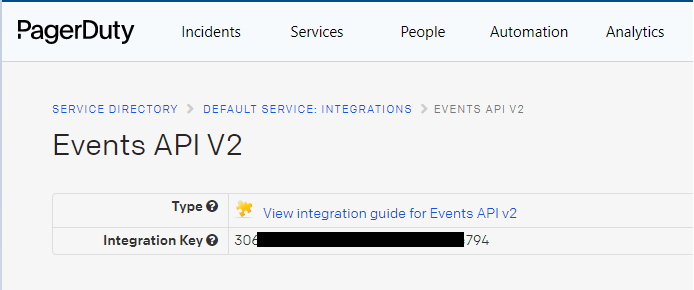 PagerDuty Incidents Services People Automation Analytics
SERVICE DIRECTORY > DEFAULT SERVICE: INTEGRATIONS > EVENTS API V2
Events API V2
Type ? View integration guide for Events API v2
Integration Key ? 306 794